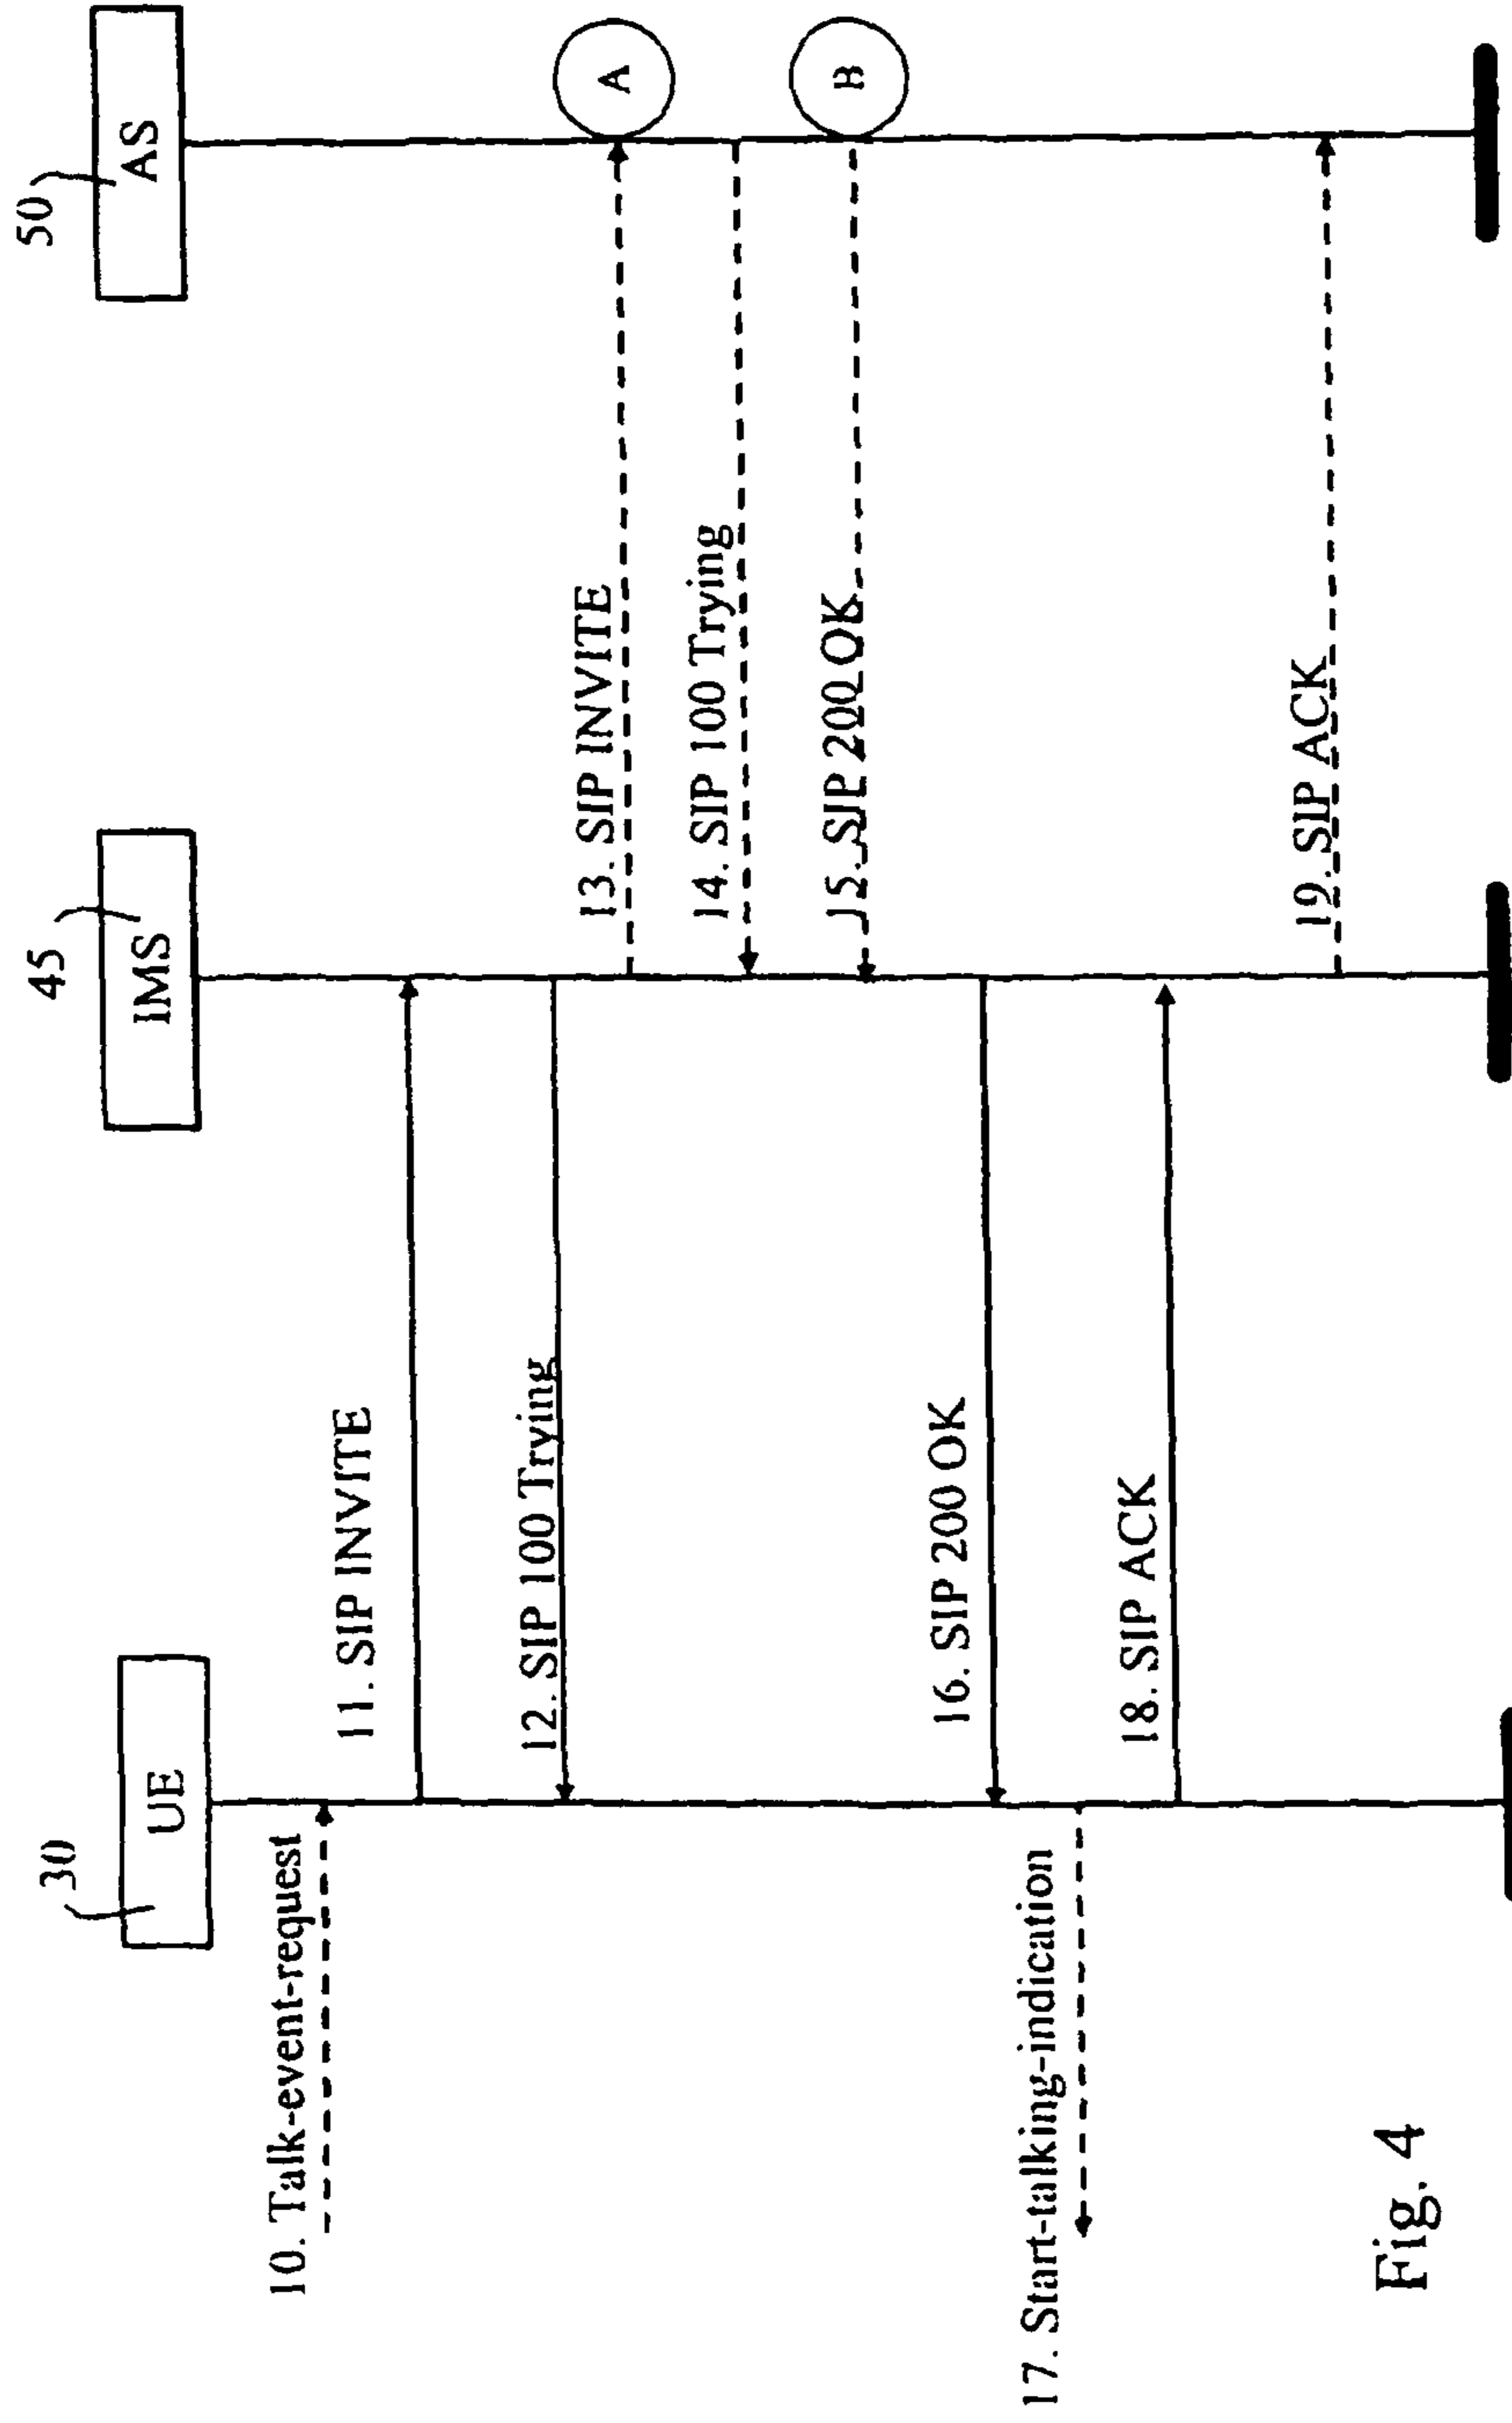 30
UE
45
IMS
50
AS
10. Talk-event-request
11. SIP INVITE
12. SIP 100 Trying
13. SIP INVITE
A
14. SIP 100 Trying
15. SIP 200 OK
B
16. SIP 200 OK
17. Start-talking-indication
18. SIP ACK
19. SIP ACK
Fig. 4